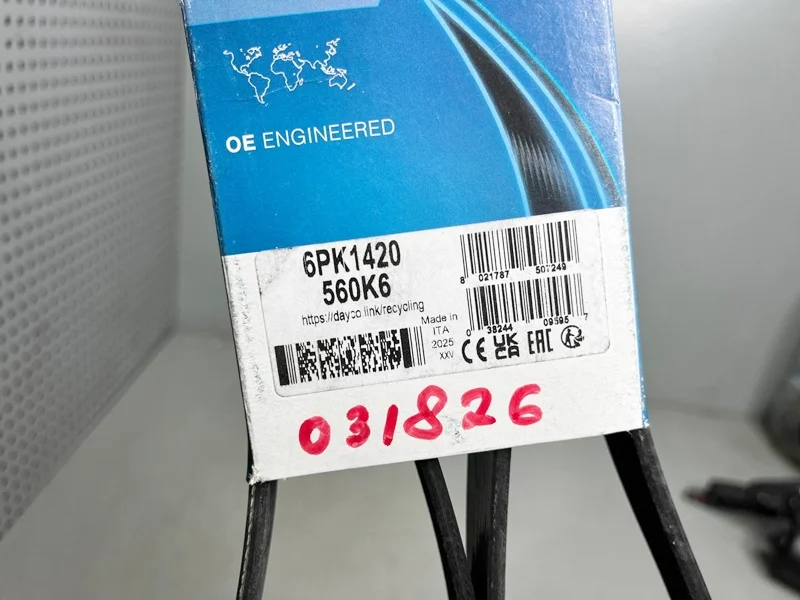 OE ENGINEERED
6PK1420
560K6
https://dayco.link/recycling
Made in
ITA
2025
XXV
8 021787 507249
0 38244 09595 7
CE UK CA EAC
031826